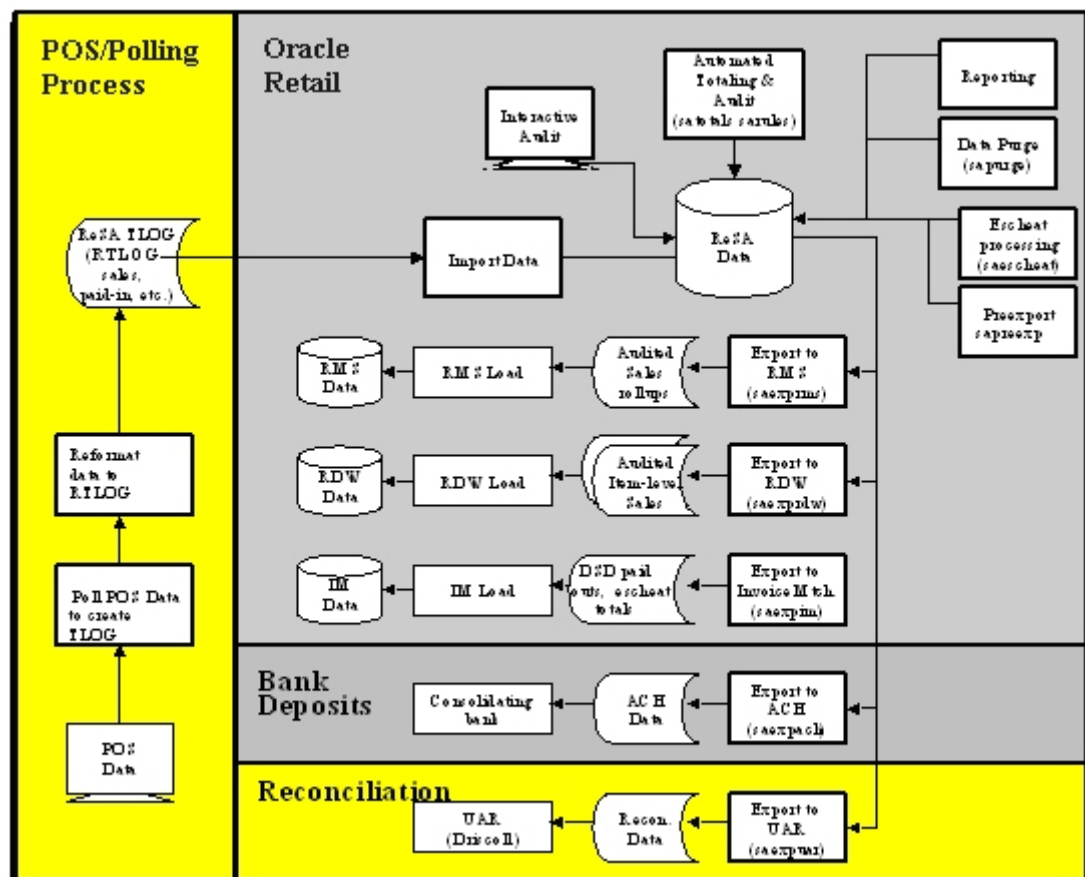 POS/Polling
Process
Oracle
Retail
Automated
Totaling &
Audit
(satotals sarules)
Reporting
Interactive
Audit
Data Purge
(sapurge)
ReSA TLOG
(RTLOG
sales,
paid-in, etc.)
Import Data
ReSA
Data
Escheat
processing
(saescheat)
Preexport
sapreexp
RMS
Data
RMS Load
Audited
Sales
rollups
Export to
RMS
(saexprms)
Reformat
data to
RTLOG
RDW
Data
RDW Load
Audited
Item-level
Sales
Export to
RDW
(saexprdw)
Poll POS Data
to create
TLOG
IM
Data
IM Load
DSD paid
outs, escheat
totals
Export to
Invoice Mtch
(saexpim)
Bank
Deposits
Consolidating
bank
ACH
Data
Export to
ACH
(saexpach)
POS
Data
Reconciliation
UAR
(Driscoll)
Recon.
Data
Export to
UAR
(saexpuar)